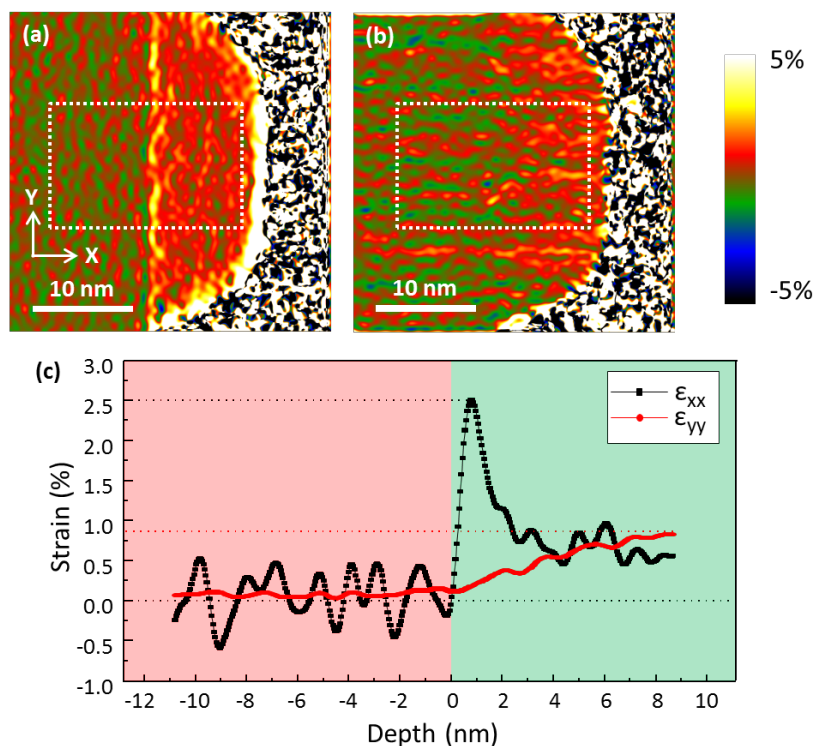 (a)
(b)
5%
-5%
Y
X
10 nm
10 nm
(c)
3.0
2.5
2.0
1.5
1.0
0.5
0.0
-0.5
-1.0
Strain (%)
εxx
εyy
-12 -10 -8 -6 -4 -2 0 2 4 6 8 10
Depth (nm)